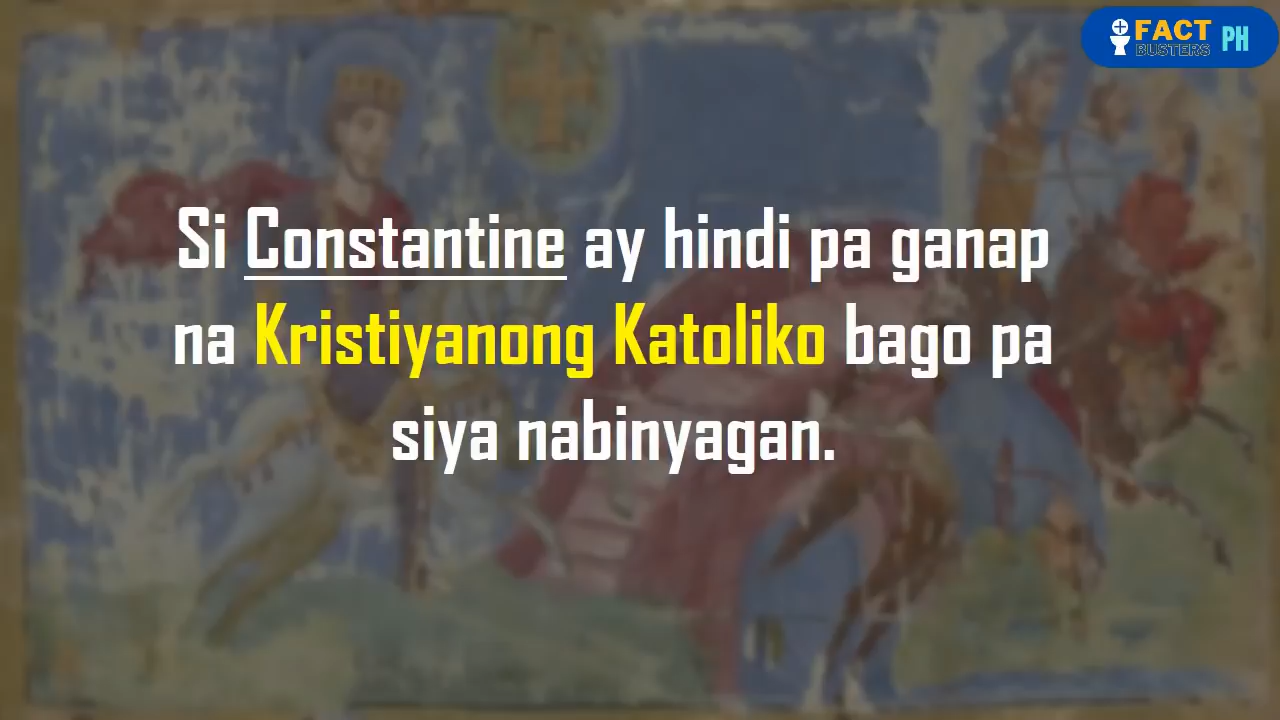 FACT
BUSTERS
PH
Si Constantine ay hindi pa ganap
na Kristiyanong Katoliko bago pa
siya nabinyagan.